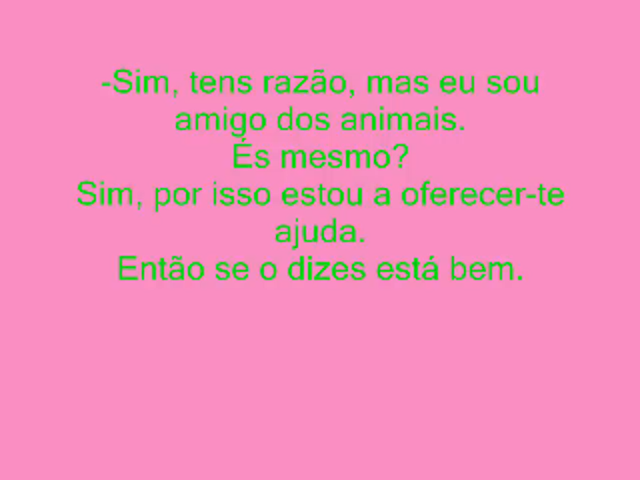 -Sim, tens razão, mas eu sou
amigo dos animais.
És mesmo?
Sim, por isso estou a oferecer-te
ajuda.
Então se o dizes está bem.